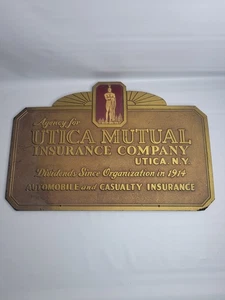 Agency for
UTICA MUTUAL
INSURANCE COMPANY
UTICA, N.Y.
Dividends Since Organization in 1914
AUTOMOBILE and CASUALTY INSURANCE